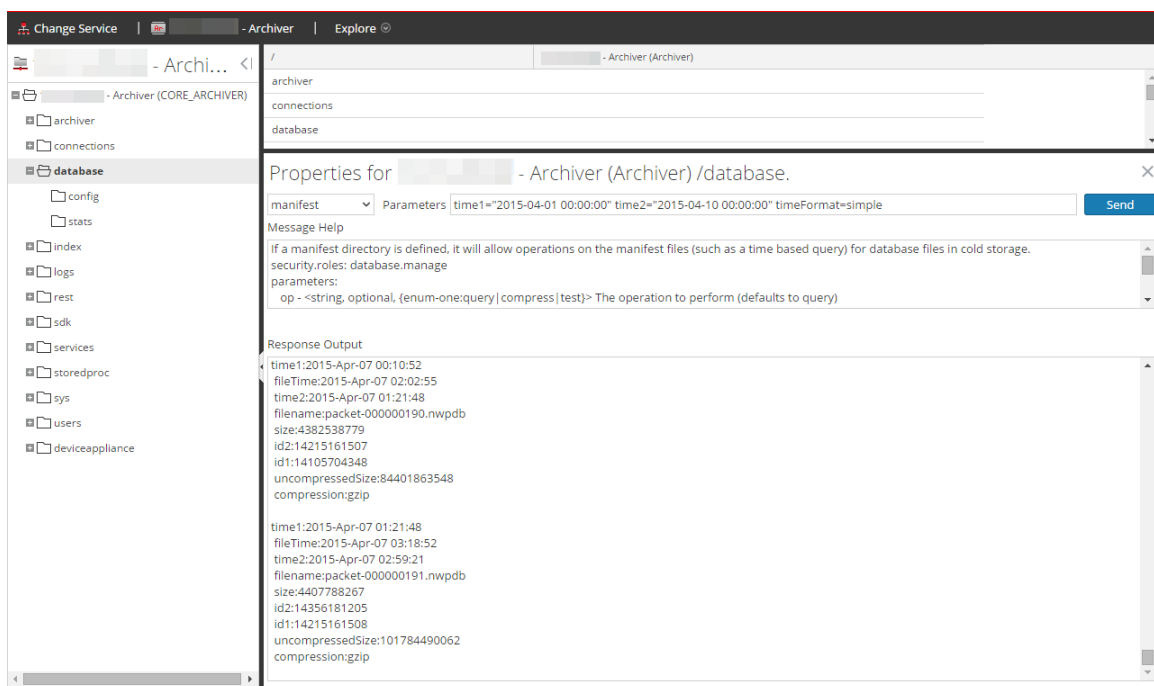 Change Service | Rc - Archiver | Explore
- Archi...
- Archiver (CORE_ARCHIVER)
archiver
connections
database
config
stats
index
logs
rest
sdk
services
storedproc
sys
users
deviceappliance
/ - Archiver (Archiver)
archiver
connections
database
Properties for - Archiver (Archiver) /database.
manifest Parameters time1="2015-04-01 00:00:00" time2="2015-04-10 00:00:00" timeFormat=simple Send
Message Help
If a manifest directory is defined, it will allow operations on the manifest files (such as a time based query) for database files in cold storage.
security.roles: database.manage
parameters:
op - <string, optional, {enum-one:query|compress|test}> The operation to perform (defaults to query)
Response Output
time1:2015-Apr-07 00:10:52
fileTime:2015-Apr-07 02:02:55
time2:2015-Apr-07 01:21:48
filename:packet-000000190.nwpdb
size:4382538779
id2:14215161507
id1:14105704348
uncompressedSize:84401863548
compression:gzip
time1:2015-Apr-07 01:21:48
fileTime:2015-Apr-07 03:18:52
time2:2015-Apr-07 02:59:21
filename:packet-000000191.nwpdb
size:4407788267
id2:14356181205
id1:14215161508
uncompressedSize:101784490062
compression:gzip